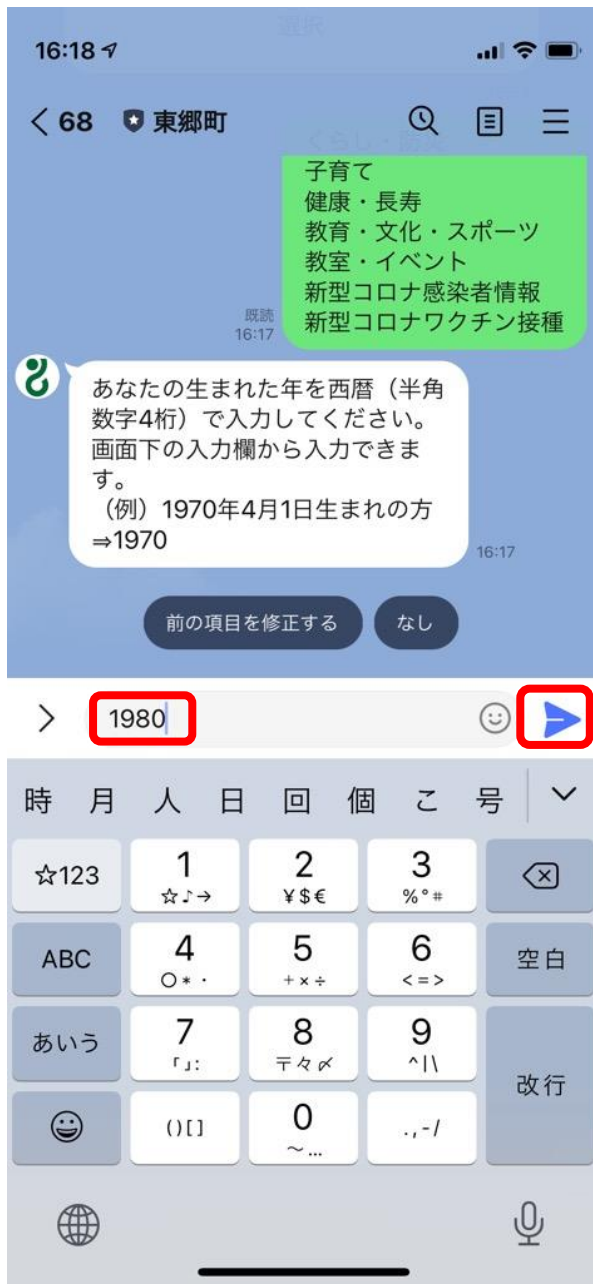 選択
16:18
68 東郷町
くらし・防災
子育て
健康・長寿
教育・文化・スポーツ
教室・イベント
新型コロナ感染者情報
新型コロナワクチン接種
既読
16:17
あなたの生まれた年を西暦（半角
数字4桁）で入力してください。
画面下の入力欄から入力できま
す。
（例）1970年4月1日生まれの方
⇒1970
16:17
前の項目を修正する なし
1980
時 月 人 日 回 個 こ 号
☆123 1 2 3
☆♪→ ¥$€ %°#
ABC 4 5 6 空白
○*・ +×÷ <=>
あいう 7 8 9
「」: 〒々〆 ^|\
改行
()[] 0 .,-/
～…